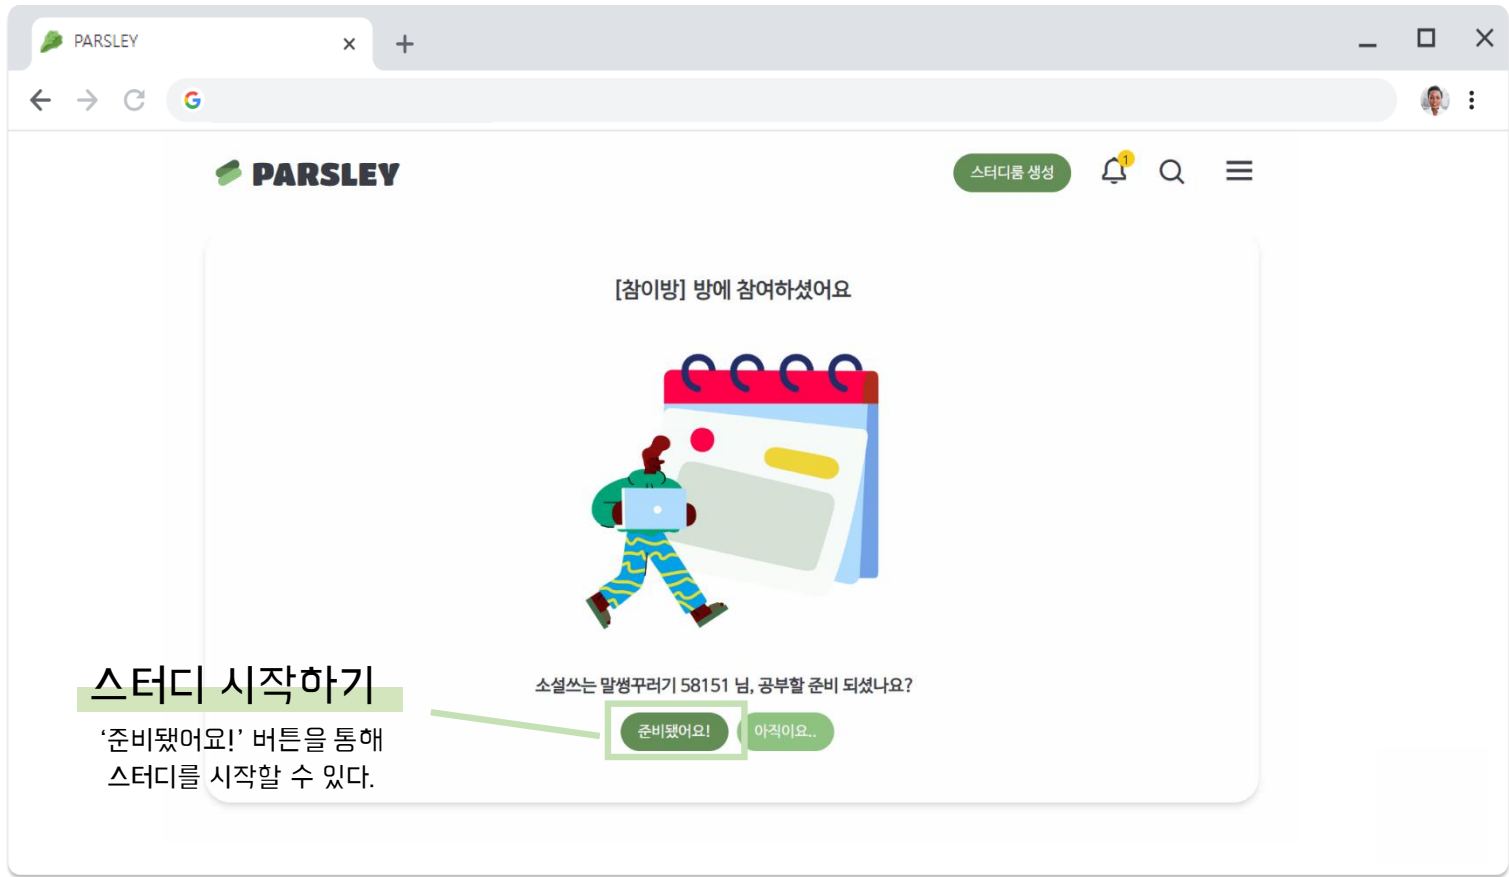 PARSLEY
PARSLEY
스터디룸 생성
1
[참이방] 방에 참여하셨어요
소설쓰는 말썽꾸러기 58151 님, 공부할 준비 되셨나요?
준비됐어요!
아직이요..
스터디 시작하기
‘준비됐어요!’ 버튼을 통해
스터디를 시작할 수 있다.